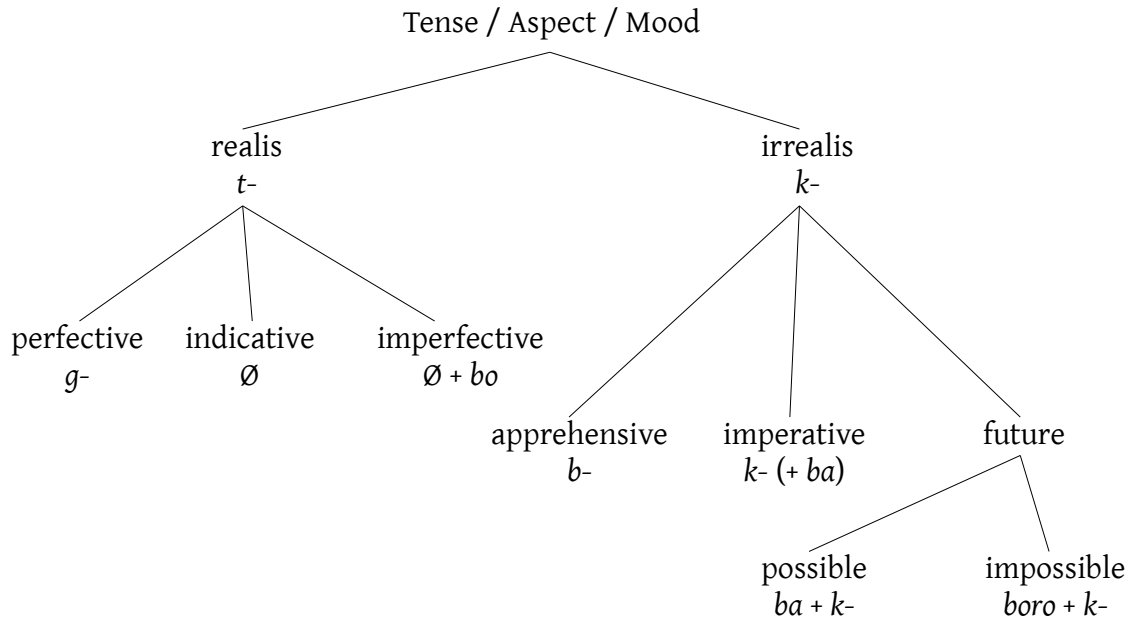 Tense / Aspect / Mood
realis
t-
irrealis
k-
perfective
g-
indicative
Ø
imperfective
Ø + bo
apprehensive
b-
imperative
k- (+ ba)
future
possible
ba + k-
impossible
boro + k-